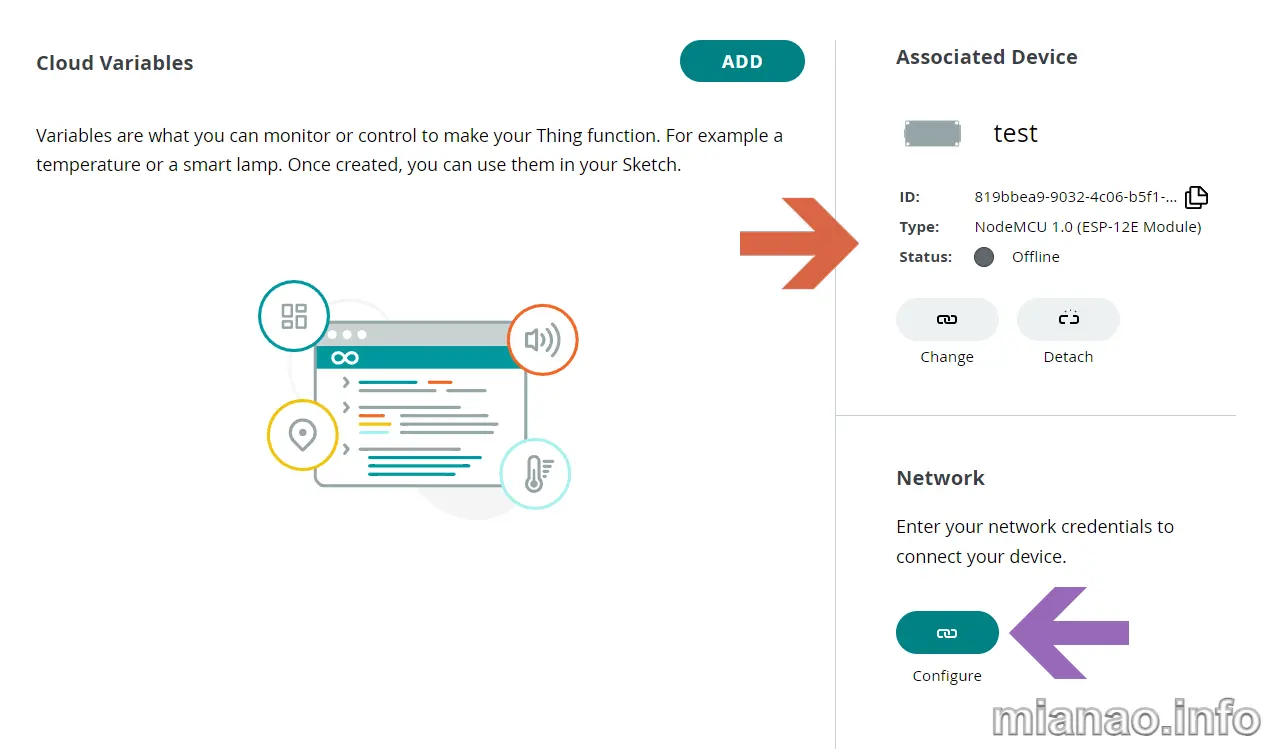 Cloud Variables
ADD
Variables are what you can monitor or control to make your Thing function. For example a
temperature or a smart lamp. Once created, you can use them in your Sketch.
Associated Device
test
ID: 819bbea9-9032-4c06-b5f1-...
Type: NodeMCU 1.0 (ESP-12E Module)
Status: Offline
Change Detach
Network
Enter your network credentials to
connect your device.
Configure
mianao.info